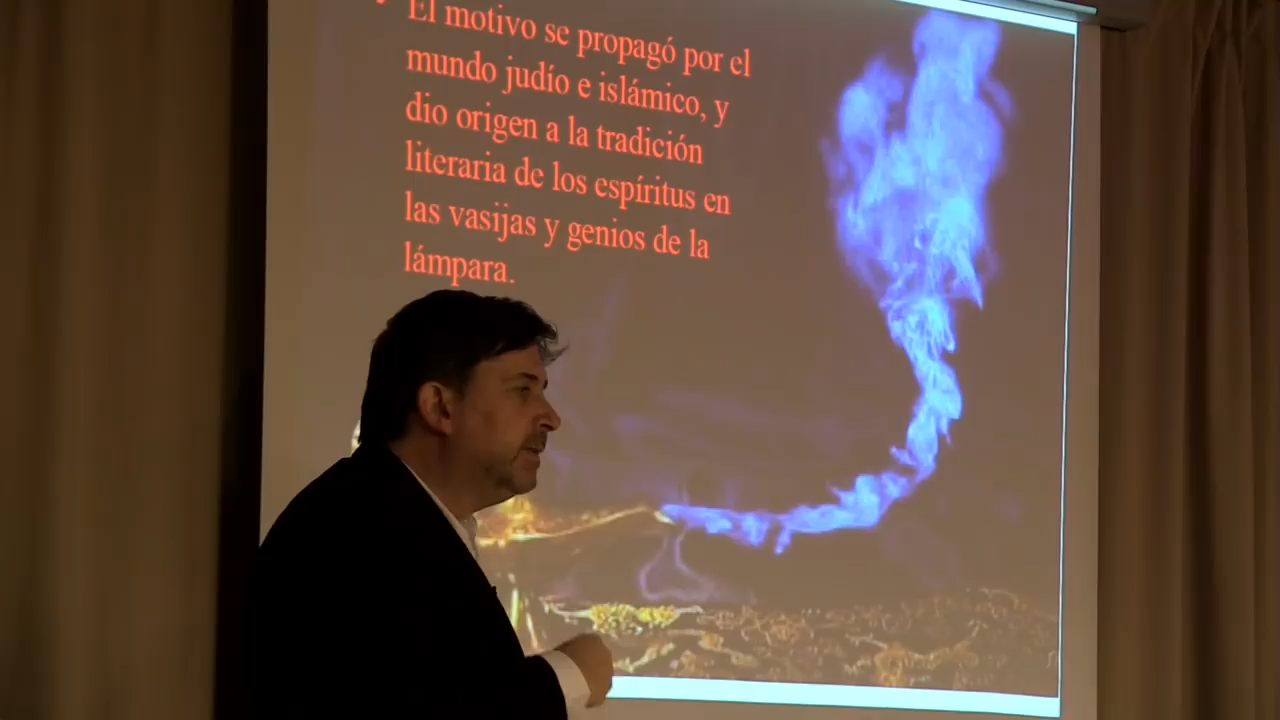 El motivo se propagó por el
mundo judío e islámico, y
dio origen a la tradición
literaria de los espíritus en
las vasijas y genios de la
lámpara.